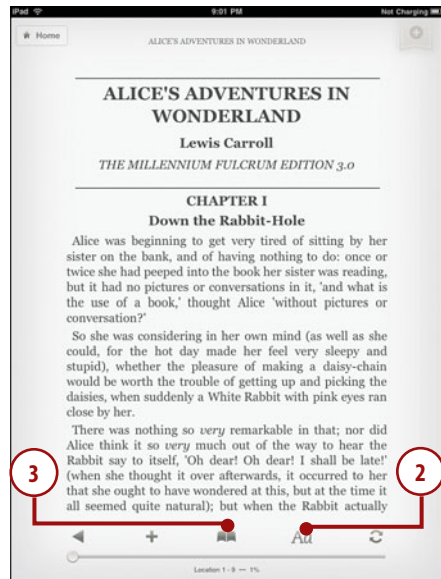 iPad 9:01 PM Not Charging
Home ALICE'S ADVENTURES IN WONDERLAND
ALICE'S ADVENTURES IN
WONDERLAND
Lewis Carroll
THE MILLENNIUM FULCRUM EDITION 3.0
CHAPTER I
Down the Rabbit-Hole
Alice was beginning to get very tired of sitting by her
sister on the bank, and of having nothing to do: once or
twice she had peeped into the book her sister was reading,
but it had no pictures or conversations in it, 'and what is
the use of a book,' thought Alice 'without pictures or
conversation?'
So she was considering in her own mind (as well as she
could, for the hot day made her feel very sleepy and
stupid), whether the pleasure of making a daisy-chain
would be worth the trouble of getting up and picking the
daisies, when suddenly a White Rabbit with pink eyes ran
close by her.
There was nothing so very remarkable in that; nor did
Alice think it so very much out of the way to hear the
Rabbit say to itself, 'Oh dear! Oh dear! I shall be late!'
(when she thought it over afterwards, it occurred to her
that she ought to have wondered at this, but at the time it
all seemed quite natural); but when the Rabbit actually
3 2
Aa
Location 1 - 9 — 1%